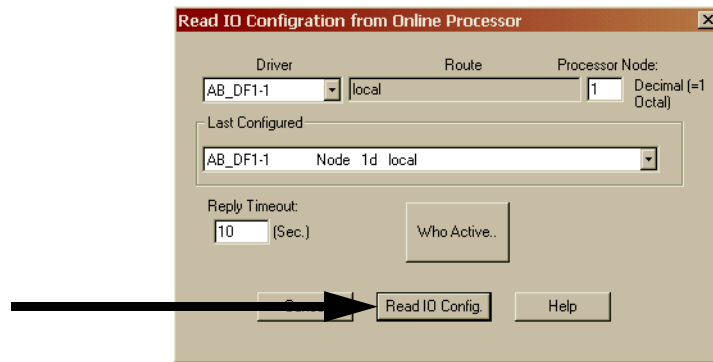 Read IO Configration from Online Processor
Driver Route Processor Node:
AB_DF1-1 local 1 Decimal (=1
Octal)
Last Configured
AB_DF1-1 Node 1d local
Reply Timeout:
10 (Sec.) Who Active..
Read IO Config. Help